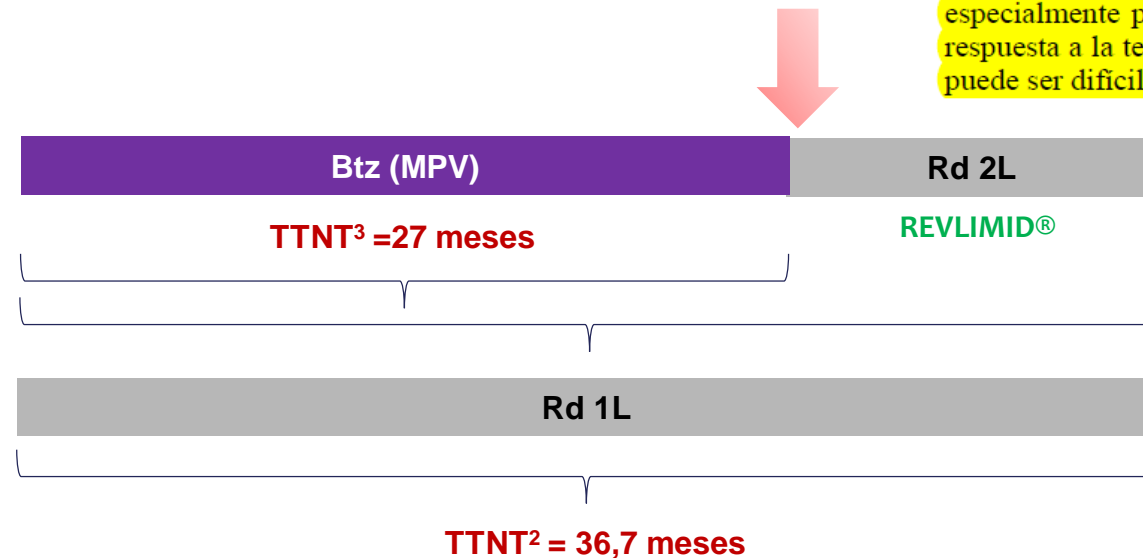 especialmente p
respuesta a la te
puede ser difícil
Btz (MPV)
Rd 2L
TTNT³ =27 meses
REVLIMID®
Rd 1L
TTNT² = 36,7 meses